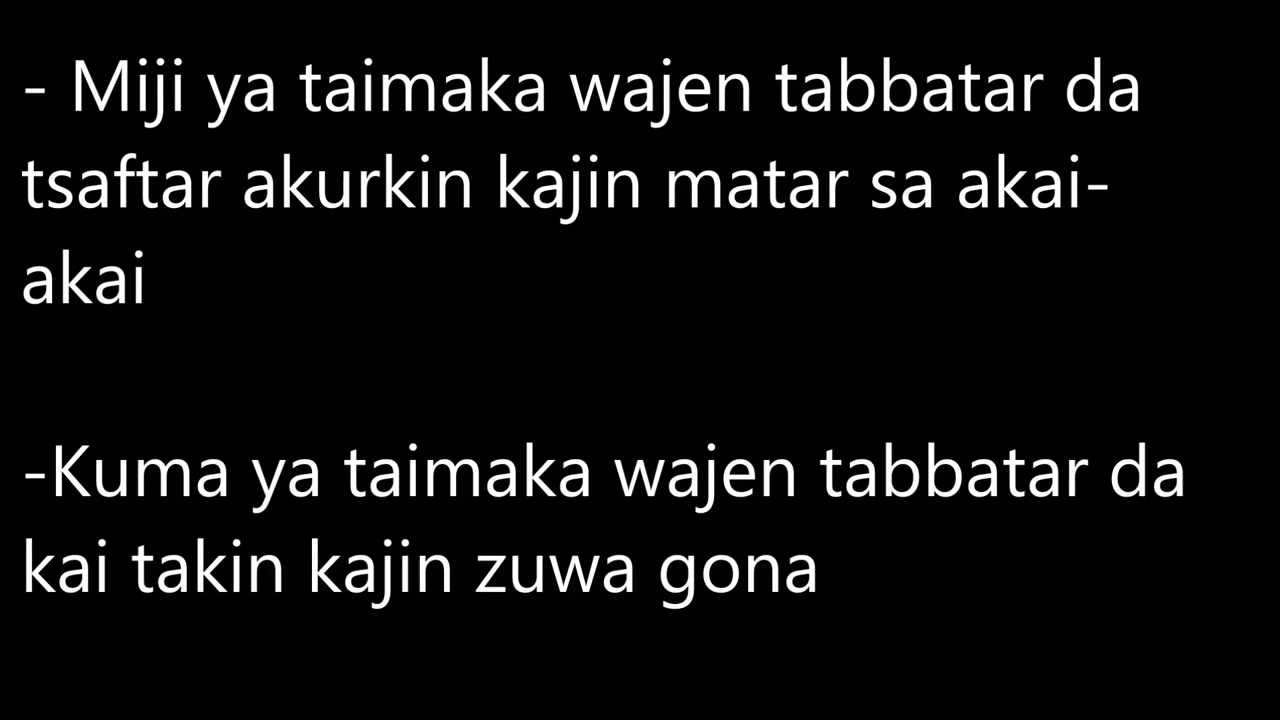 - Miji ya taimaka wajen tabbatar da
tsaftar akurkin kajin matar sa akai-
akai
-Kuma ya taimaka wajen tabbatar da
kai takin kajin zuwa gona